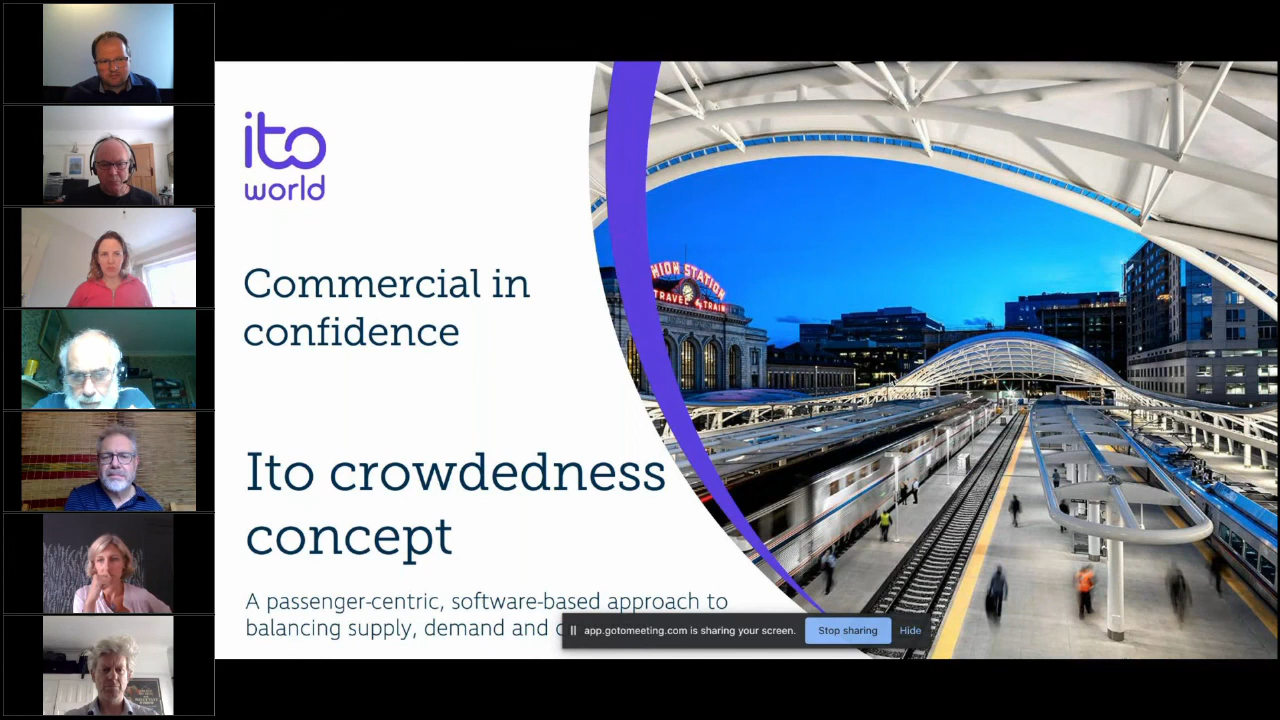 ito
world
Commercial in
confidence
UNION STATION
TRAVEL by TRAIN
Ito crowdedness
concept
A passenger-centric, software-based approach to
balancing supply, demand and
app.gotomeeting.com is sharing your screen.
Stop sharing
Hide